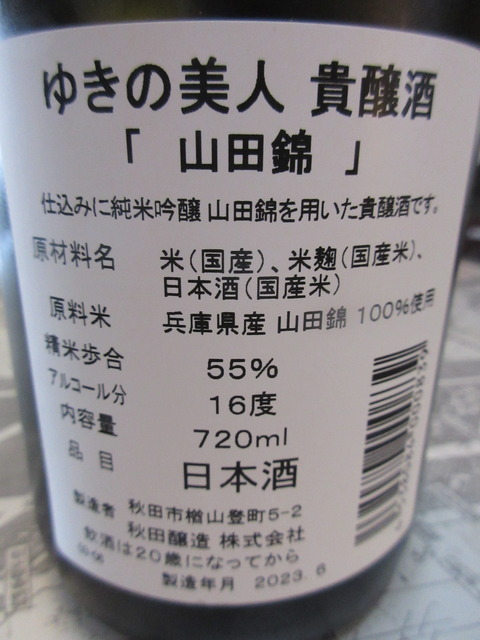 ゆきの美人 貴醸酒
「 山田錦 」
仕込みに純米吟醸 山田錦を用いた貴醸酒です。
原材料名 米(国産)、米麹(国産米)、
日本酒(国産米)
原料米 兵庫県産 山田錦 100%使用
精米歩合 55%
アルコール分 16度
内容量 720ml
品目 日本酒
製造者 秋田市楢山登町5-2
秋田醸造 株式会社
飲酒は20歳になってから
製造年月 2023. 6